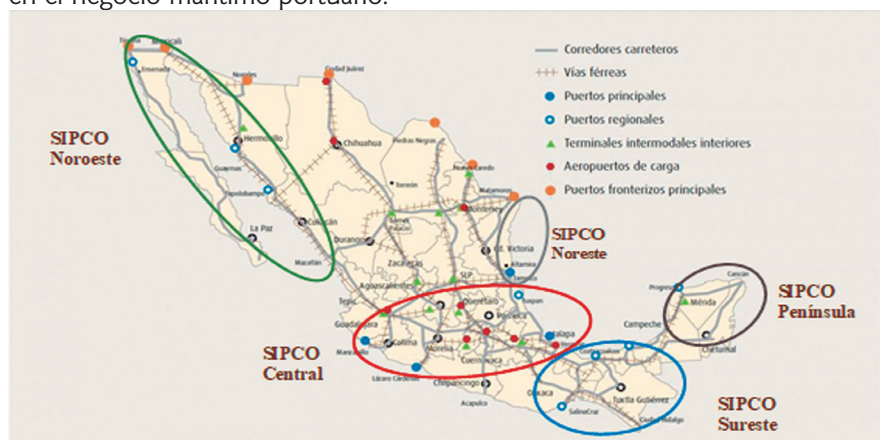 en el negocio marítimo portuario.
Corredores carreteros
Vías férreas
Puertos principales
Puertos regionales
Terminales intermodales interiores
Aeropuertos de carga
Puertos fronterizos principales
SIPCO
Noroeste
SIPCO
Noreste
SIPCO
Península
SIPCO
Central
SIPCO
Sureste
Mexicali
Ensenada
Nogales
Ciudad Juárez
Hermosillo
Chihuahua
Piedras Negras
Guaymas
Topolobampo
Torreón
Nuevo Laredo
Matamoros
Monterrey
La Paz
Culiacán
Durango
Cd. Victoria
Mazatlán
Zacatecas
Altamira
SLP
Aguascalientes
Tepic
Querétaro
Tuxpan
Pachuca
Guadalajara
Xalapa
Manzanillo
Colima
Morelia
Cuernavaca
Lázaro Cárdenas
Chilpancingo
Acapulco
Oaxaca
Salina Cruz
Tuxtla Gutiérrez
Ciudad Hidalgo
Progreso
Mérida
Cancún
Campeche
Chetumal